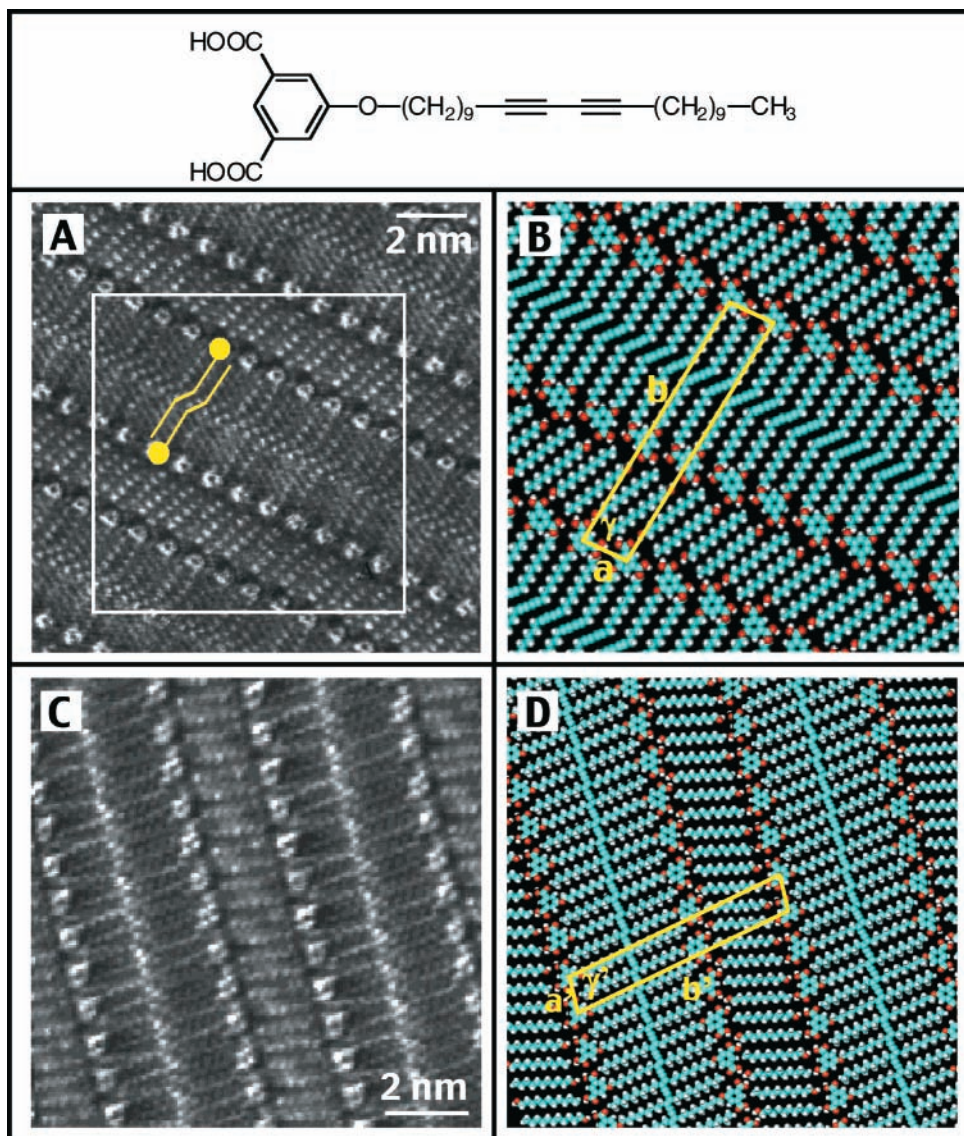 HOOC
O—(CH₂)₉ (CH₂)₉—CH₃
HOOC
A
2 nm
B
b
γ
a
C
2 nm
D
a'
γ'
b'